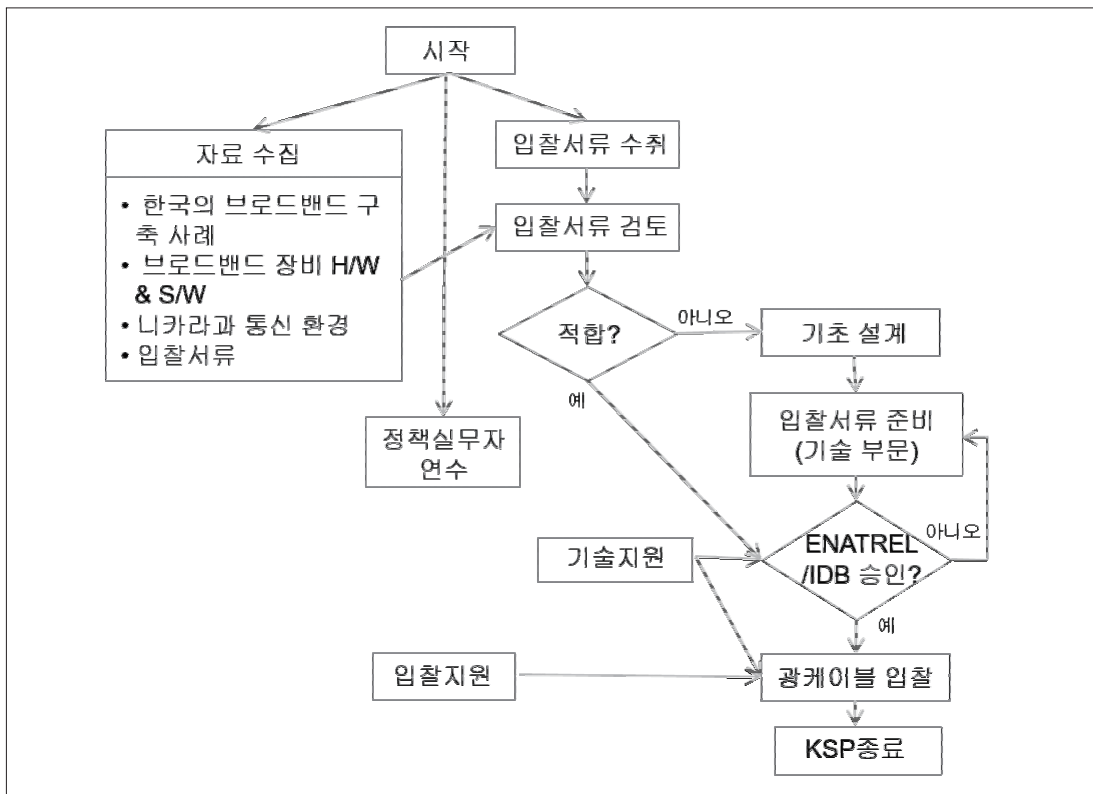 시작
자료 수집
• 한국의 브로드밴드 구
축 사례
• 브로드밴드 장비 H/W
& S/W
• 니카라과 통신 환경
• 입찰서류
입찰서류 수취
입찰서류 검토
적합?
아니오
예
기초 설계
정책실무자
연수
입찰서류 준비
(기술 부문)
기술지원
ENATREL
/IDB 승인?
아니오
예
입찰지원
광케이블 입찰
KSP종료